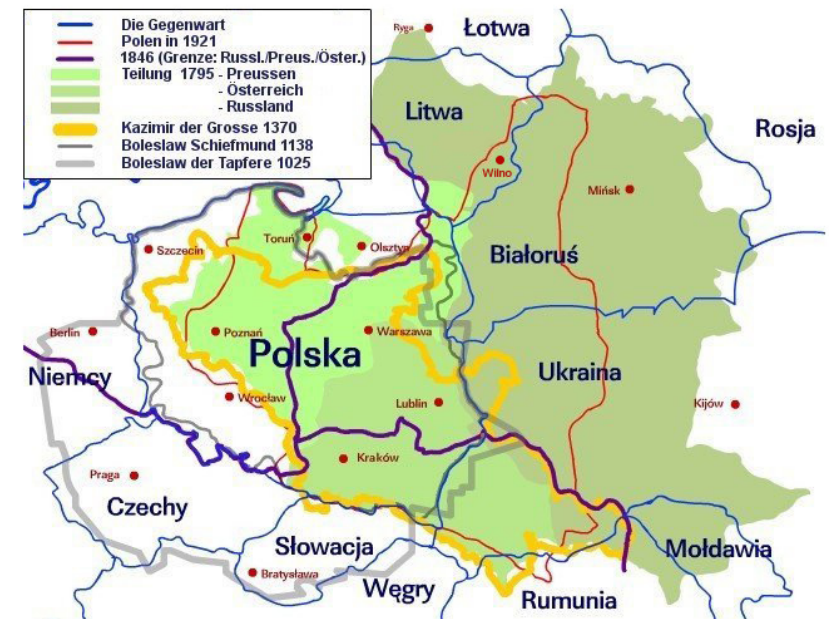 Die Gegenwart
Polen in 1921
1846 (Grenze: Russl./Preus./Öster.)
Teilung 1795 - Preussen
- Österreich
- Russland
Kazimir der Grosse 1370
Boleslaw Schiefmund 1138
Boleslaw der Tapfere 1025
Ryga
Łotwa
Litwa
Rosja
Wilno
Mińsk
Toruń
Olsztyn
Szczecin
Białoruś
Berlin
Poznań
Warszawa
Polska
Niemcy
Ukraina
Wrocław
Lublin
Kijów
Kraków
Praga
Czechy
Słowacja
Mołdawia
Bratysława
Węgry
Rumunia